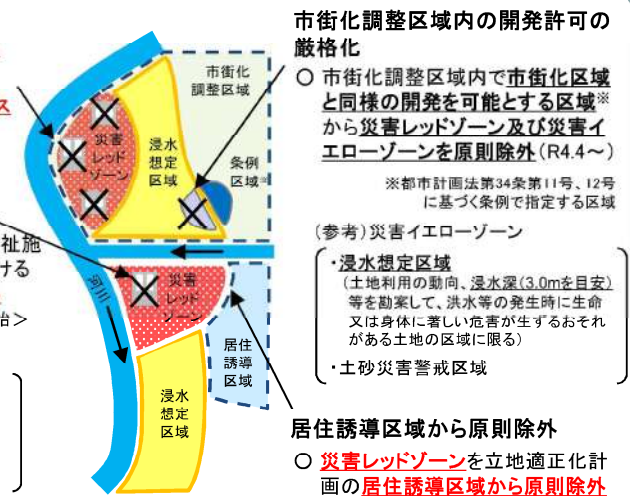 市街化調整区域内の開発許可の
厳格化
○ 市街化調整区域内で市街化区域
と同様の開発を可能とする区域※
から災害レッドゾーン及び災害イ
エローゾーンを原則除外(R4.4～)
※都市計画法第34条第11号、12号
に基づく条例で指定する区域
(参考)災害イエローゾーン
・浸水想定区域
(土地利用の動向、浸水深(3.0mを目安)
等を勘案して、洪水等の発生時に生命
又は身体に著しい危害が生ずるおそれ
がある土地の区域に限る)
・土砂災害警戒区域
居住誘導区域から原則除外
○ 災害レッドゾーンを立地適正化計
画の居住誘導区域から原則除外
市街化
調整区域
災害
レッド
ゾーン
浸水
想定
区域
条例
区域※
河川
災害
レッド
ゾーン
居住
誘導
区域
浸水
想定
区域
ス
祉施
ける
始＞